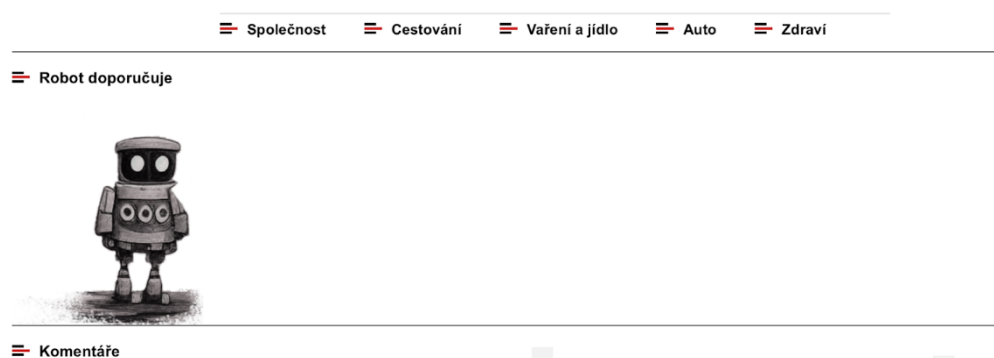 Společnost Cestování Vaření a jídlo Auto Zdraví
Robot doporučuje
Komentáře